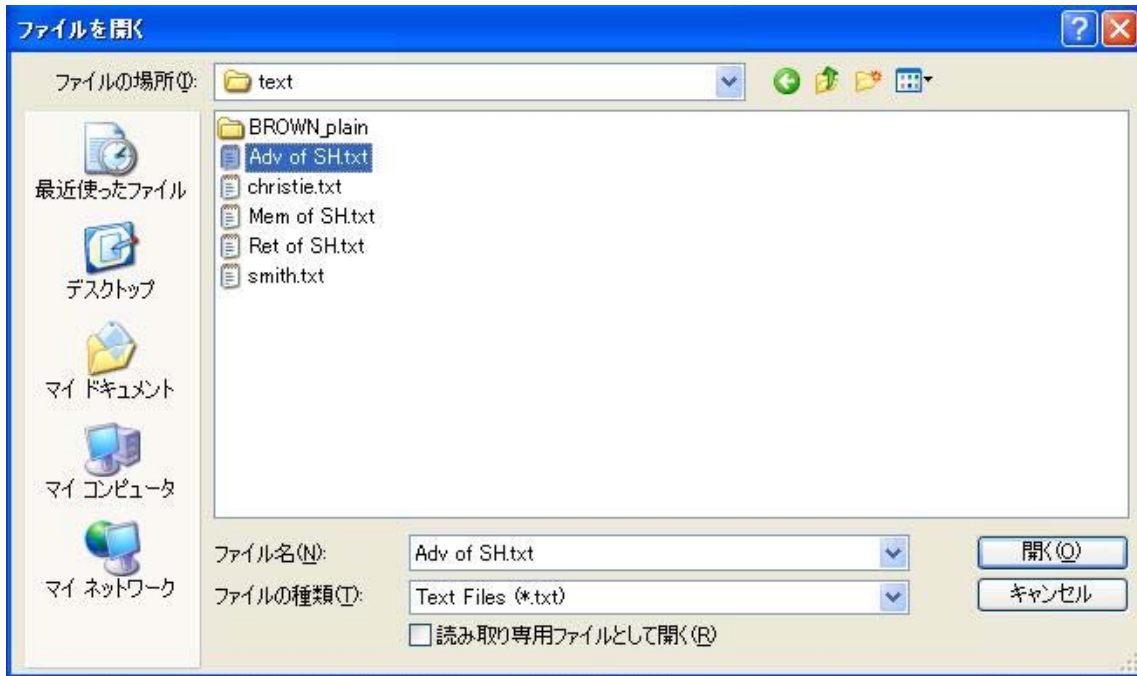 ファイルを開く
ファイルの場所(I):
text
最近使ったファイル
デスクトップ
マイ ドキュメント
マイ コンピュータ
マイ ネットワーク
BROWN_plain
Adv of SH.txt
christie.txt
Mem of SH.txt
Ret of SH.txt
smith.txt
ファイル名(N):
Adv of SH.txt
開く(O)
ファイルの種類(T):
Text Files (*.txt)
キャンセル
読み取り専用ファイルとして開く(R)